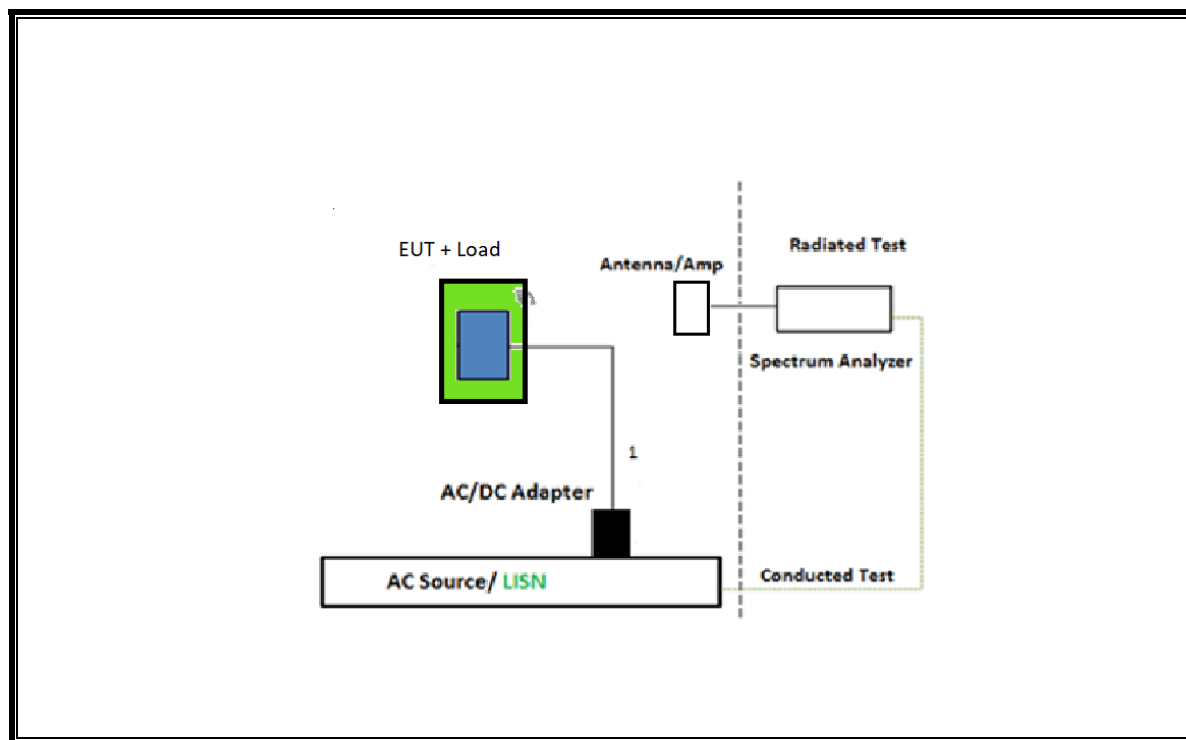 EUT + Load
Radiated Test
Antenna/Amp
Spectrum Analyzer
1
AC/DC Adapter
AC Source/ LISN
Conducted Test